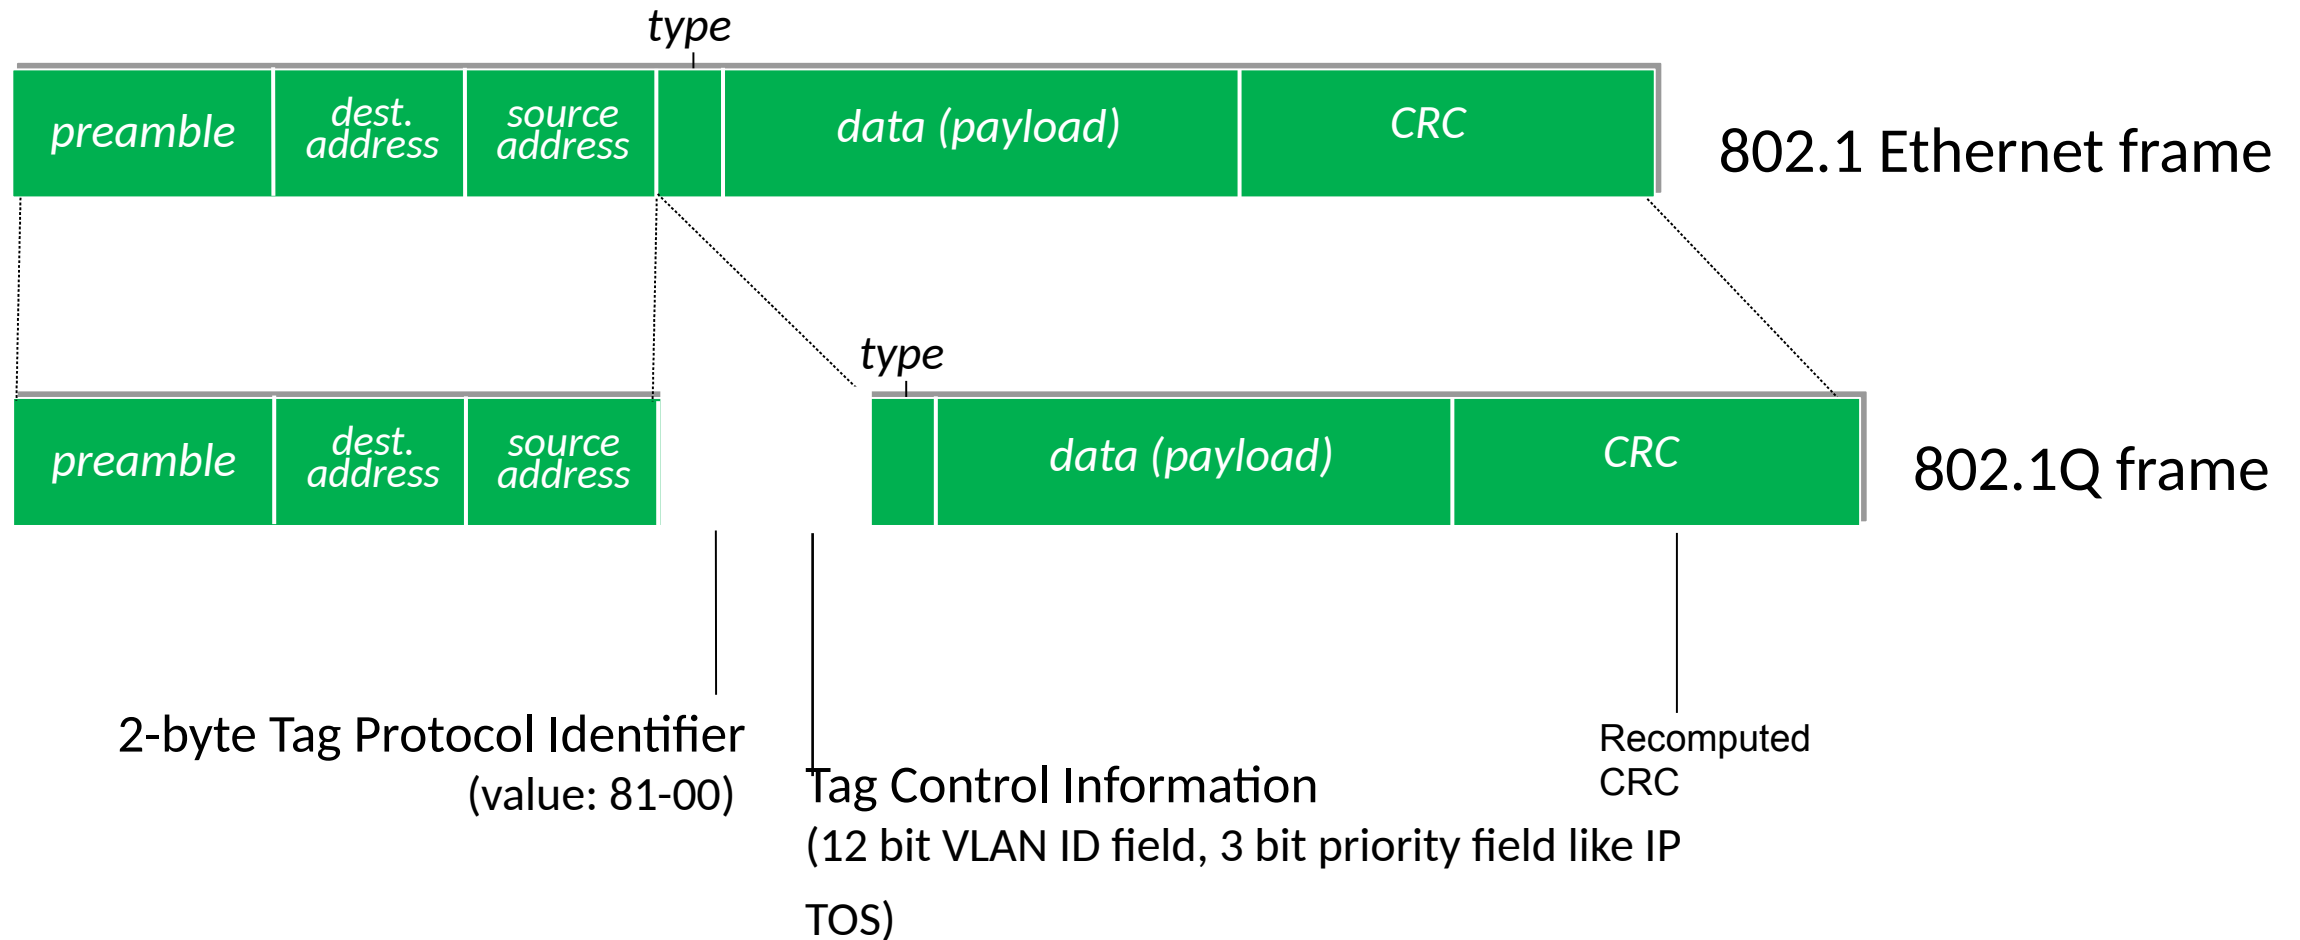 type
preamble
dest.
address
source
address
data (payload)
CRC
802.1 Ethernet frame
type
preamble
dest.
address
source
address
data (payload)
CRC
802.1Q frame
2-byte Tag Protocol Identifier
(value: 81-00)
Tag Control Information
(12 bit VLAN ID field, 3 bit priority field like IP
TOS)
Recomputed
CRC